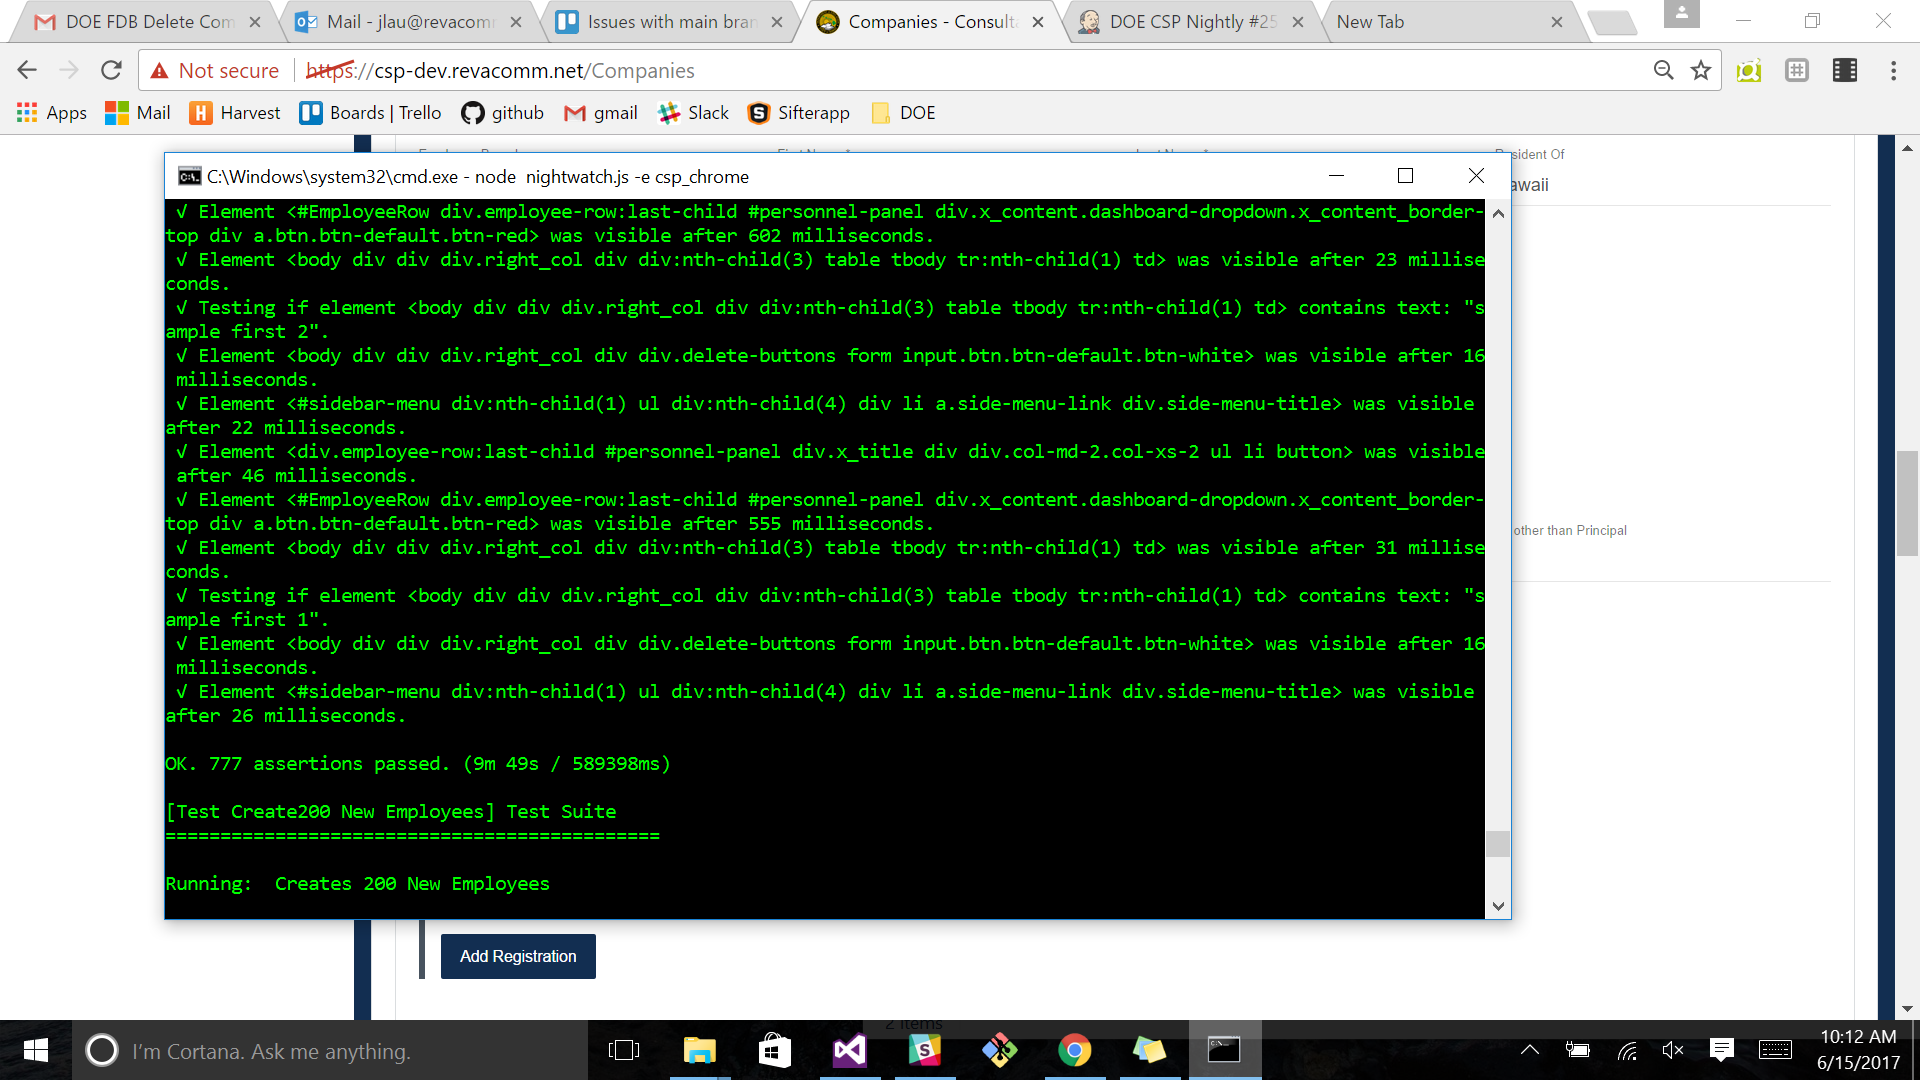 DOE FDB Delete Com
Mail - jlau@revacomm
Issues with main bran
Companies - Consult
DOE CSP Nightly #25
New Tab
Not secure
https://csp-dev.revacomm.net/Companies
Apps
Mail
Harvest
Boards | Trello
github
gmail
Slack
Sifterapp
DOE
sident Of
C:\Windows\system32\cmd.exe - node  nightwatch.js -e csp_chrome
awaii
√ Element <#EmployeeRow div.employee-row:last-child #personnel-panel div.x_content.dashboard-dropdown.x_content_border-
top div a.btn.btn-default.btn-red> was visible after 602 milliseconds.
√ Element <body div div div.right_col div div:nth-child(3) table tbody tr:nth-child(1) td> was visible after 23 millise
conds.
√ Testing if element <body div div div.right_col div div:nth-child(3) table tbody tr:nth-child(1) td> contains text: "s
ample first 2".
√ Element <body div div div.right_col div div.delete-buttons form input.btn.btn-default.btn-white> was visible after 16
milliseconds.
√ Element <#sidebar-menu div:nth-child(1) ul div:nth-child(4) div li a.side-menu-link div.side-menu-title> was visible
after 22 milliseconds.
√ Element <div.employee-row:last-child #personnel-panel div.x_title div div.col-md-2.col-xs-2 ul li button> was visible
after 46 milliseconds.
√ Element <#EmployeeRow div.employee-row:last-child #personnel-panel div.x_content.dashboard-dropdown.x_content_border-
top div a.btn.btn-default.btn-red> was visible after 555 milliseconds.
other than Principal
√ Element <body div div div.right_col div div:nth-child(3) table tbody tr:nth-child(1) td> was visible after 31 millise
conds.
√ Testing if element <body div div div.right_col div div:nth-child(3) table tbody tr:nth-child(1) td> contains text: "s
ample first 1".
√ Element <body div div div.right_col div div.delete-buttons form input.btn.btn-default.btn-white> was visible after 16
milliseconds.
√ Element <#sidebar-menu div:nth-child(1) ul div:nth-child(4) div li a.side-menu-link div.side-menu-title> was visible
after 26 milliseconds.
OK. 777 assertions passed. (9m 49s / 589398ms)
[Test Create200 New Employees] Test Suite
=============================================
Running:  Creates 200 New Employees
Add Registration
2 items
I'm Cortana. Ask me anything.
10:12 AM
6/15/2017